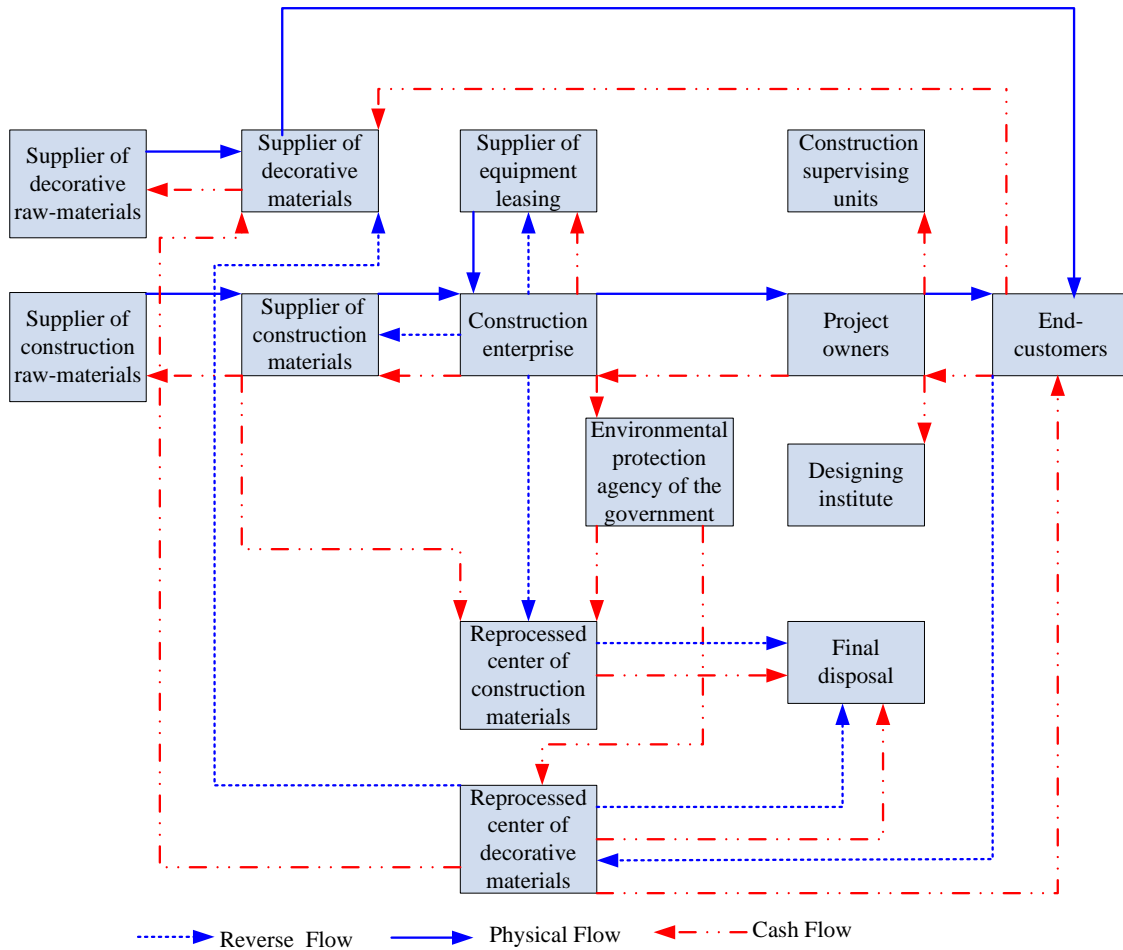 Supplier of
decorative
raw-materials
Supplier of
decorative
materials
Supplier of
equipment
leasing
Construction
supervising
units
Supplier of
construction
raw-materials
Supplier of
construction
materials
Construction
enterprise
Project
owners
End-
customers
Environmental
protection
agency of the
government
Designing
institute
Reprocessed
center of
construction
materials
Final
disposal
Reprocessed
center of
decorative
materials
Reverse Flow
Physical Flow
Cash Flow